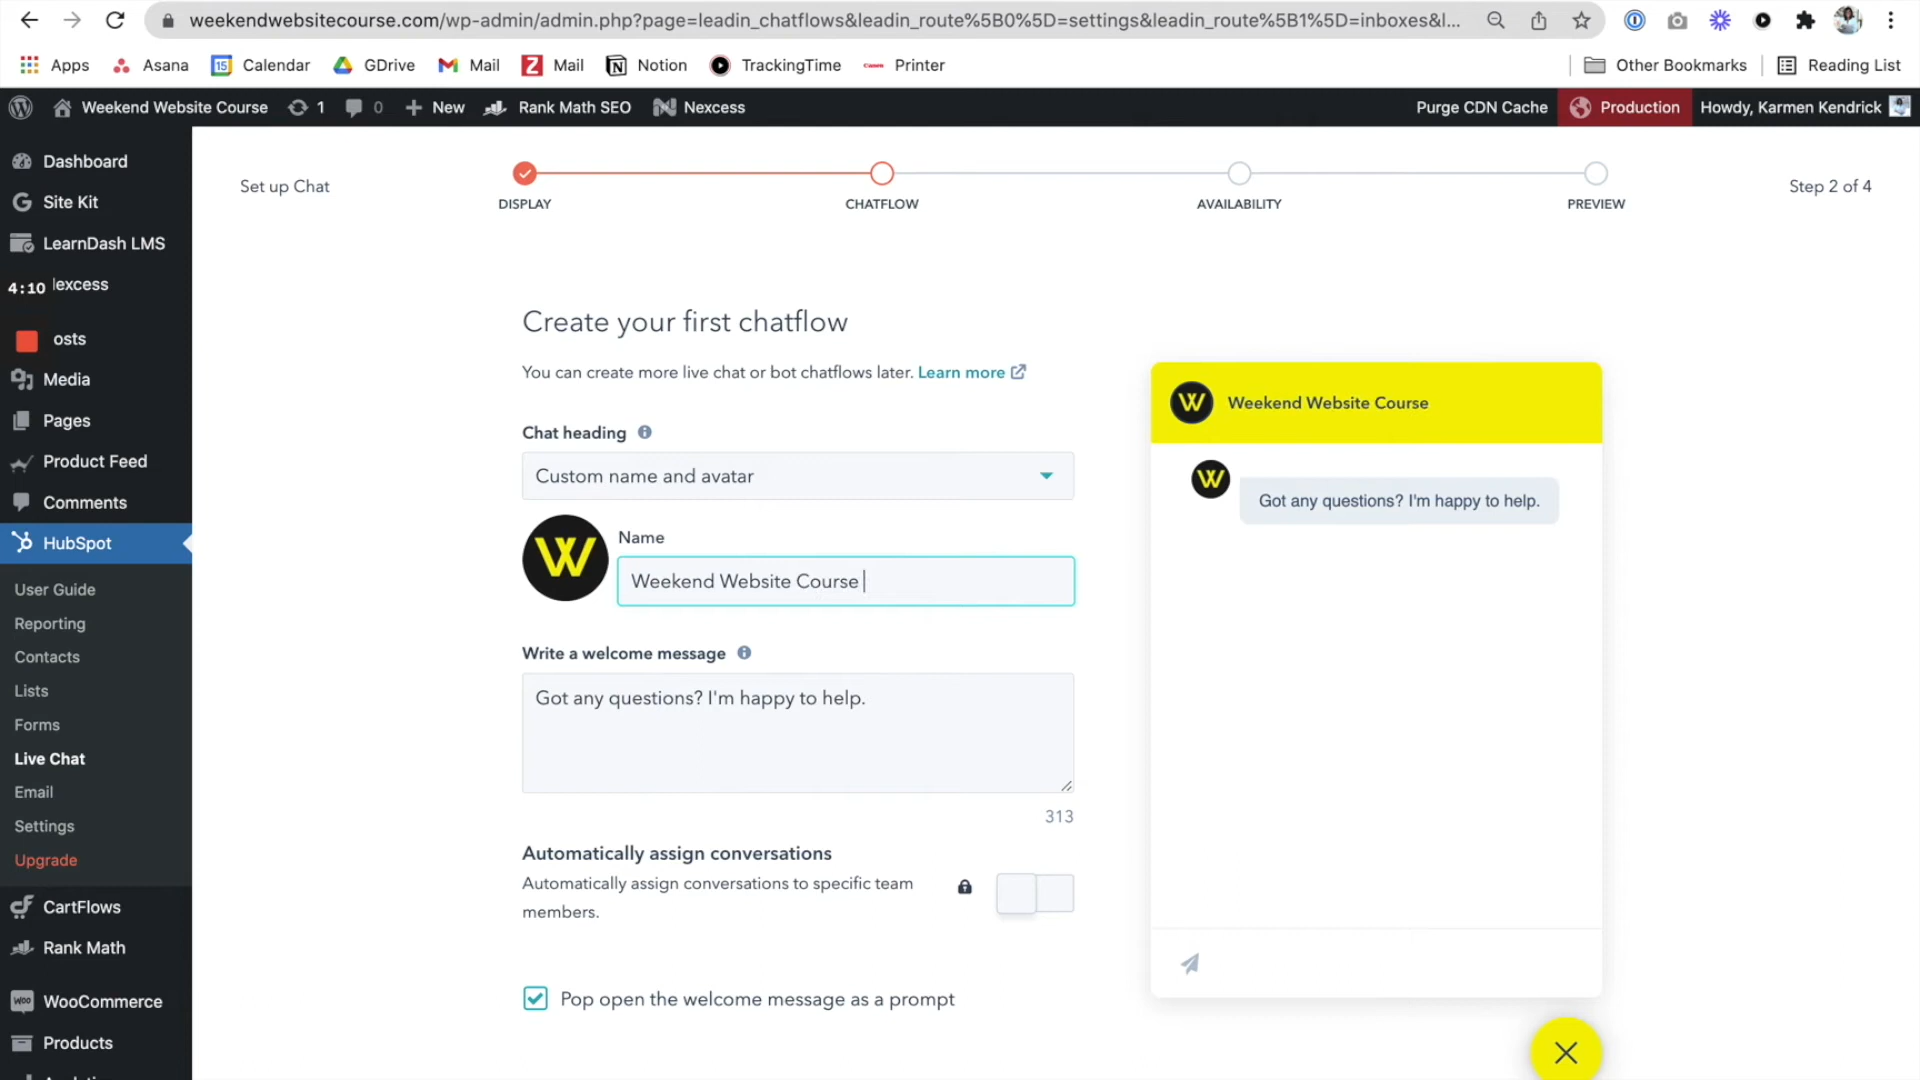 weekendwebsitecourse.com/wp-admin/admin.php?page=leadin_chatflows&leadin_route%5B0%5D=settings&leadin_route%5B1%5D=inboxes&l...
Apps
Asana
15
Calendar
GDrive
Mail
Z
Mail
Notion
TrackingTime
Canon
Printer
Other Bookmarks
Reading List
Weekend Website Course
1
0
New
Rank Math SEO
Nexcess
Purge CDN Cache
Production
Howdy, Karmen Kendrick
Dashboard
Site Kit
LearnDash LMS
4:10
lexcess
osts
Media
Pages
Product Feed
Comments
HubSpot
User Guide
Reporting
Contacts
Lists
Forms
Live Chat
Email
Settings
Upgrade
CartFlows
Rank Math
Woo
WooCommerce
Products
Set up Chat
DISPLAY
CHATFLOW
AVAILABILITY
PREVIEW
Step 2 of 4
Create your first chatflow
You can create more live chat or bot chatflows later. Learn more
Chat heading
Custom name and avatar
W
Name
Weekend Website Course
Write a welcome message
Got any questions? I'm happy to help.
313
Automatically assign conversations
Automatically assign conversations to specific team
members.
Pop open the welcome message as a prompt
W
Weekend Website Course
W
Got any questions? I'm happy to help.